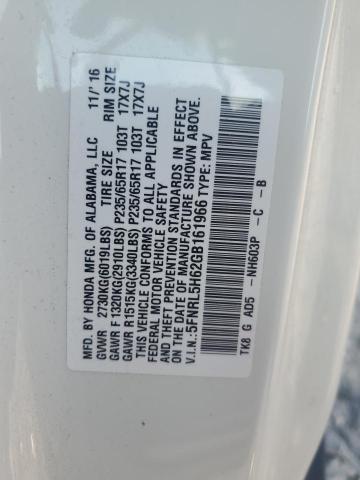 MFD. BY HONDA MFG. OF ALABAMA, LLC 11/'16
GVWR 2730KG(6019LBS) TIRE SIZE RIM SIZE
GAWR F 1320KG(2910LBS) P235/65R17 103T 17X7J
GAWR R1515KG(3340LBS) P235/65R17 103T 17X7J
THIS VEHICLE CONFORMS TO ALL APPLICABLE
FEDERAL MOTOR VEHICLE SAFETY
AND THEFT PREVENTION STANDARDS IN EFFECT
ON THE DATE OF MANUFACTURE SHOWN ABOVE.
V.I.N.:5FNRL5H62GB161966 TYPE: MPV
TK8 G AD5 -NH603P -C -B